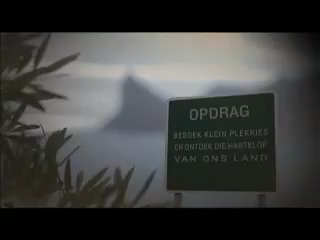 OPDRAG
BESOEK KLEIN PLEKKIES
EN ONTDEK DIE HARTKLOP
VAN ONS LAND